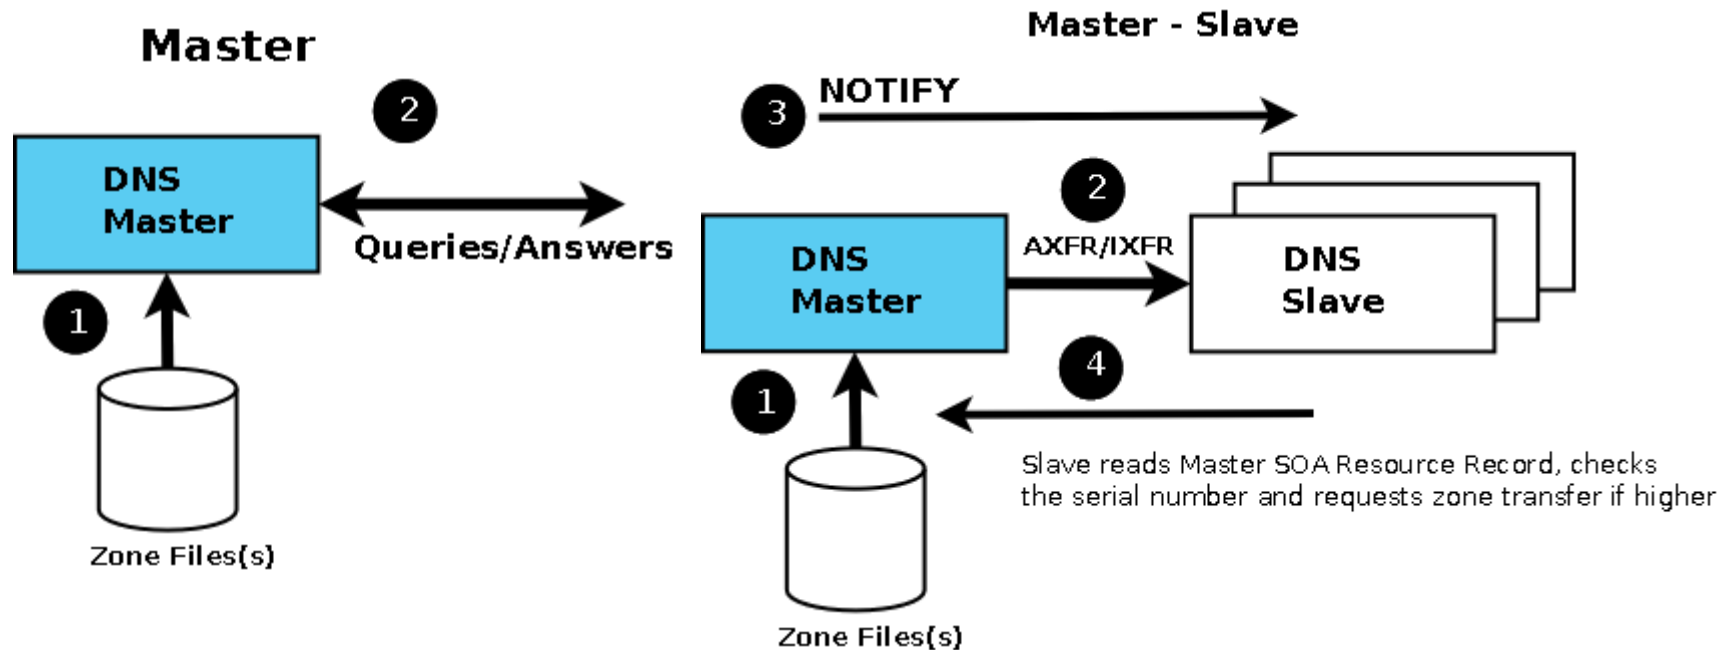 Master
2
DNS
Master
Queries/Answers
1
Zone Files(s)
Master - Slave
3
NOTIFY
2
AXFR/IXFR
DNS
Master
DNS
Slave
4
1
Slave reads Master SOA Resource Record, checks
the serial number and requests zone transfer if higher
Zone Files(s)